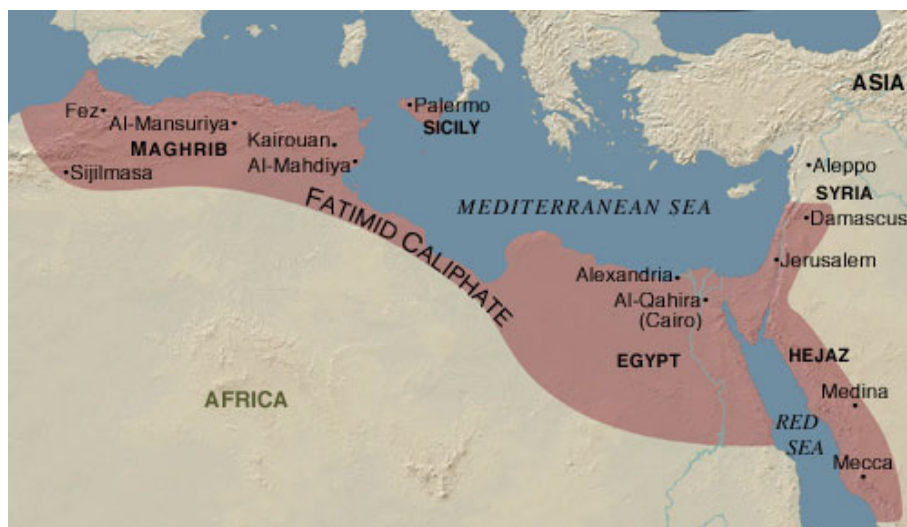 ASIA
Fez
Palermo
Al-Mansuriya
SICILY
Kairouan
MAGHRIB
Al-Mahdiya
Aleppo
Sijilmasa
SYRIA
FATIMID CALIPHATE
MEDITERRANEAN SEA
Damascus
Jerusalem
Alexandria
Al-Qahira
(Cairo)
EGYPT
HEJAZ
AFRICA
Medina
RED
SEA
Mecca